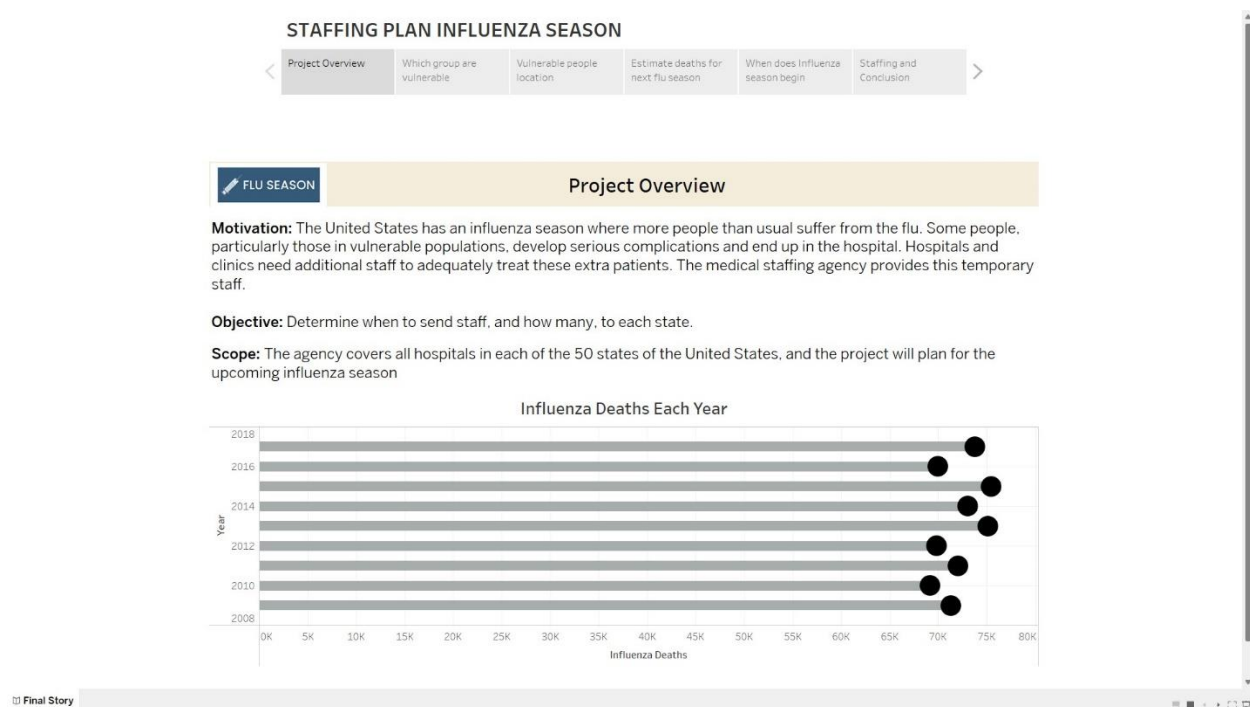 STAFFING PLAN INFLUENZA SEASON
Project Overview
Which group are
vulnerable
Vulnerable people
location
Estimate deaths for
next flu season
When does Influenza
season begin
Staffing and
Conclusion
FLU SEASON
Project Overview
Motivation: The United States has an influenza season where more people than usual suffer from the flu. Some people,
particularly those in vulnerable populations, develop serious complications and end up in the hospital. Hospitals and
clinics need additional staff to adequately treat these extra patients. The medical staffing agency provides this temporary
staff.
Objective: Determine when to send staff, and how many, to each state.
Scope: The agency covers all hospitals in each of the 50 states of the United States, and the project will plan for the
upcoming influenza season
Influenza Deaths Each Year
2018
2016
2014
Year
2012
2010
2008
0K 5K 10K 15K 20K 25K 30K 35K 40K 45K 50K 55K 60K 65K 70K 75K 80K
Influenza Deaths
Final Story